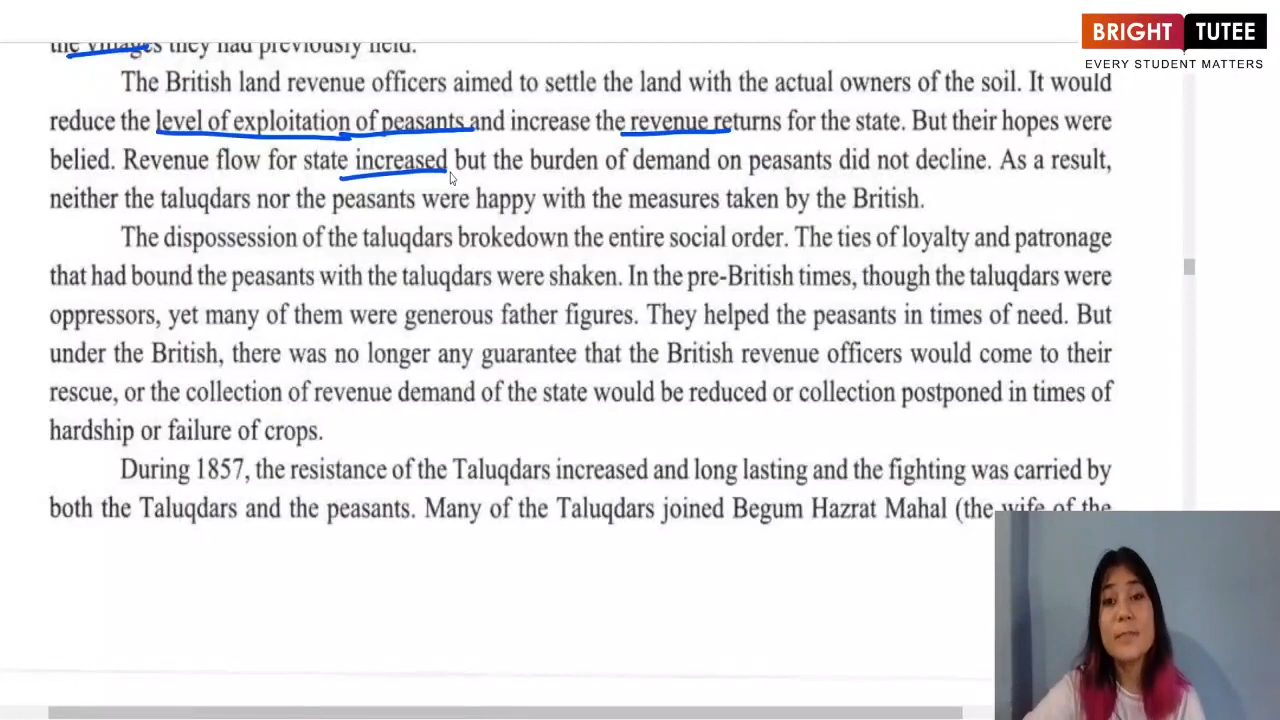 BRIGHT TUTEE
EVERY STUDENT MATTERS
the villages they had previously held.
The British land revenue officers aimed to settle the land with the actual owners of the soil. It would
reduce the level of exploitation of peasants and increase the revenue returns for the state. But their hopes were
belied. Revenue flow for state increased but the burden of demand on peasants did not decline. As a result,
neither the taluqdars nor the peasants were happy with the measures taken by the British.
The dispossession of the taluqdars brokedown the entire social order. The ties of loyalty and patronage
that had bound the peasants with the taluqdars were shaken. In the pre-British times, though the taluqdars were
oppressors, yet many of them were generous father figures. They helped the peasants in times of need. But
under the British, there was no longer any guarantee that the British revenue officers would come to their
rescue, or the collection of revenue demand of the state would be reduced or collection postponed in times of
hardship or failure of crops.
During 1857, the resistance of the Taluqdars increased and long lasting and the fighting was carried by
both the Taluqdars and the peasants. Many of the Taluqdars joined Begum Hazrat Mahal (the wife of the